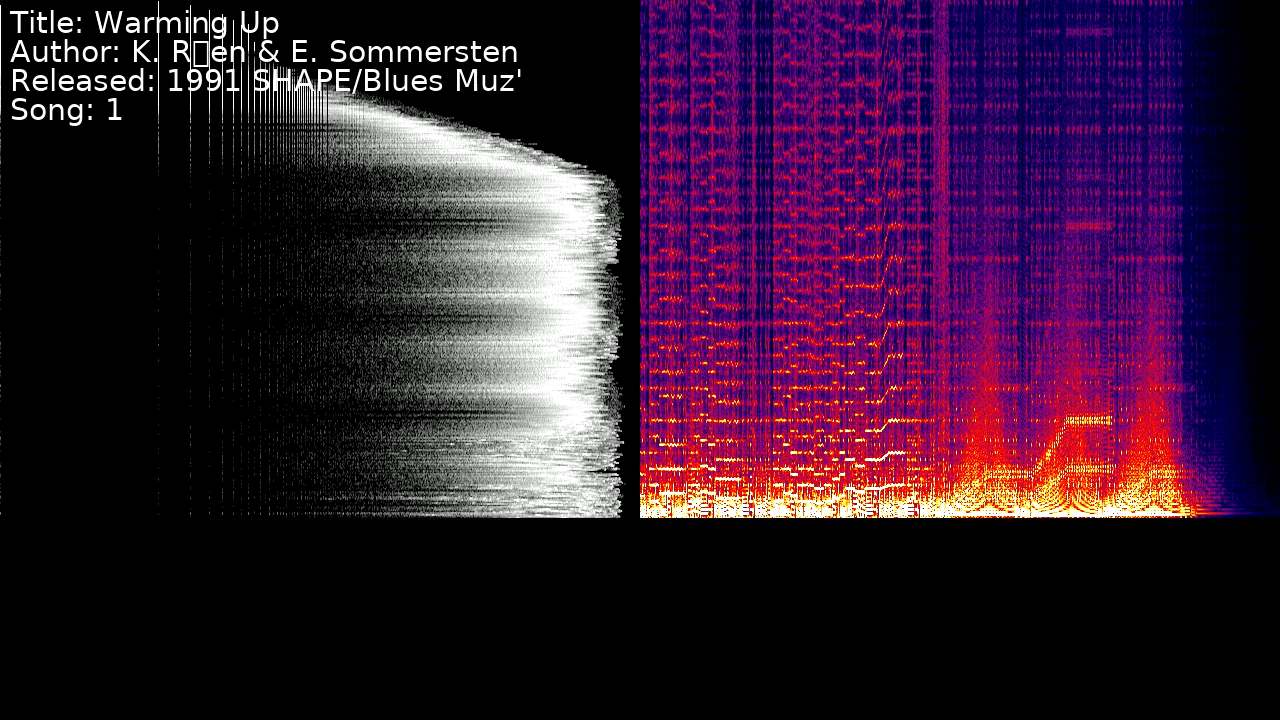 Title: Warming Up
Author: K. R▯en & E. Sommersten
Released: 1991 SHAPE/Blues Muz'
Song: 1